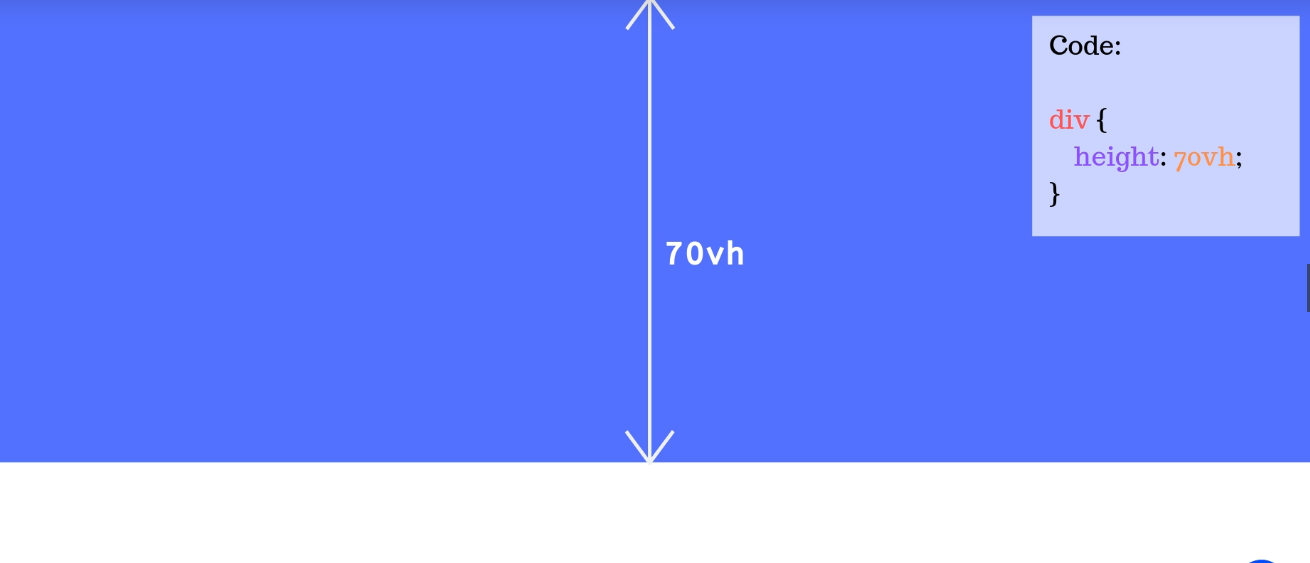 Code:
div {
height: 70vh;
}
70vh